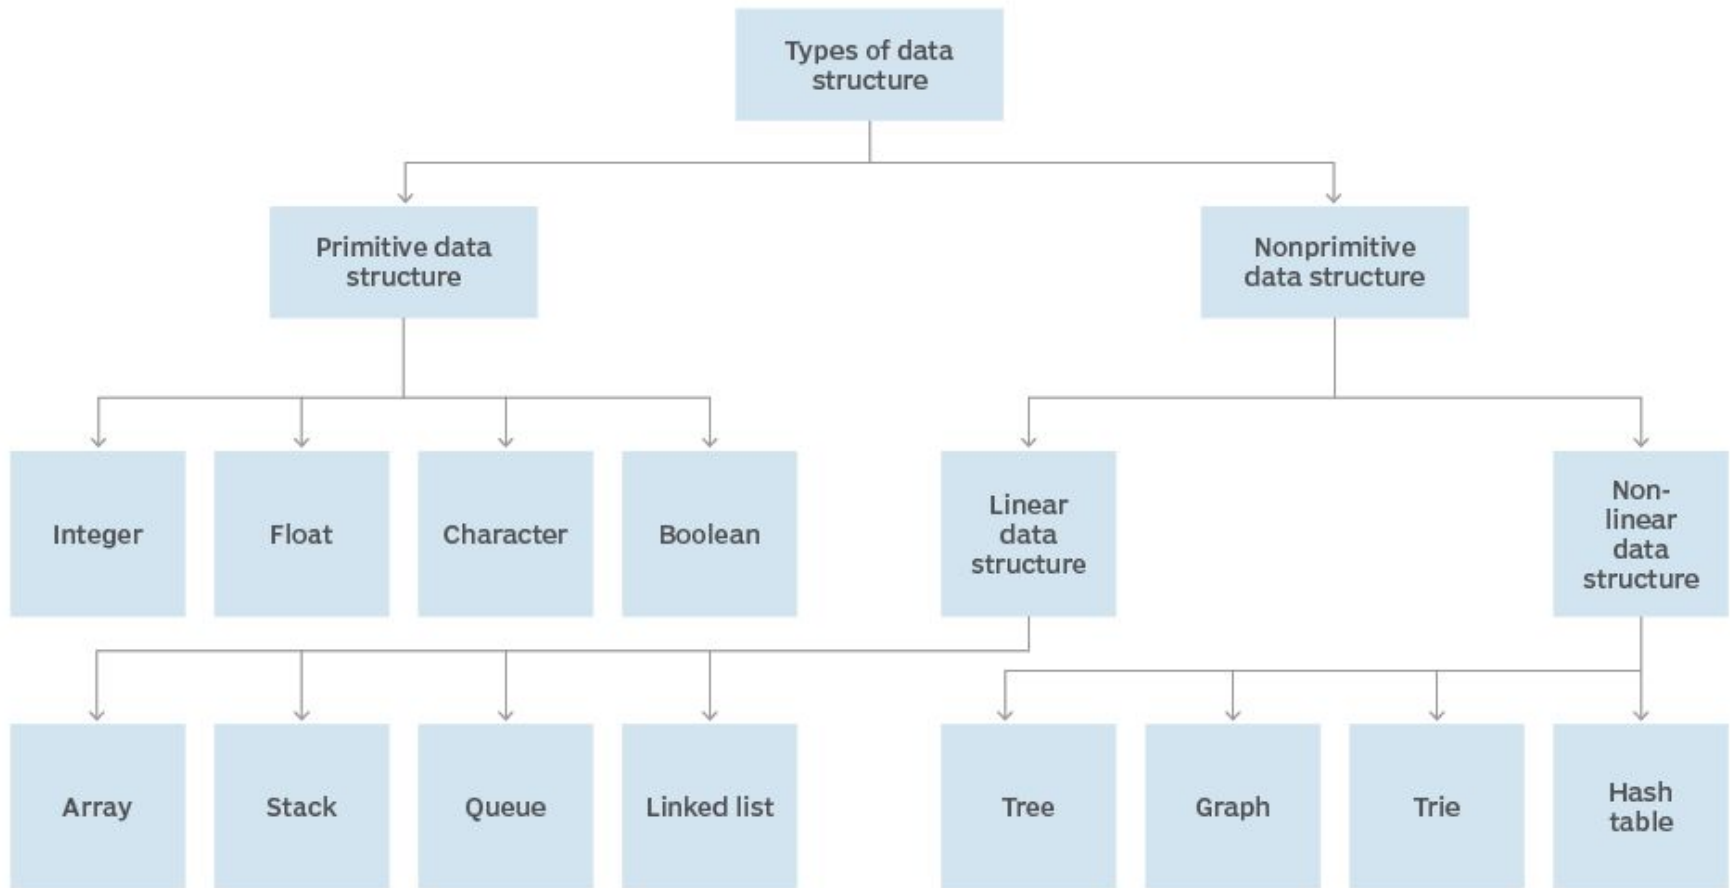 Types of data
structure
Primitive data
structure
Nonprimitive
data structure
Integer
Float
Character
Boolean
Linear
data
structure
Non-
linear
data
structure
Array
Stack
Queue
Linked list
Tree
Graph
Trie
Hash
table